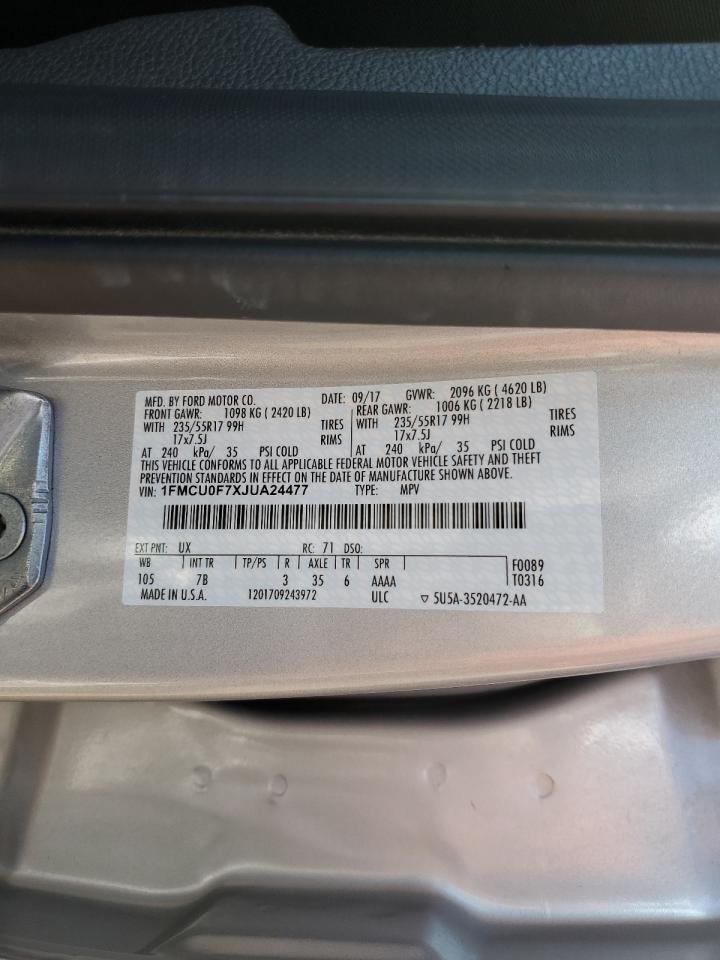 MFD. BY FORD MOTOR CO. DATE: 09/17 GVWR: 2096 KG ( 4620 LB)
FRONT GAWR: 1098 KG ( 2420 LB) REAR GAWR: 1006 KG ( 2218 LB)
WITH 235/55R17 99H TIRES WITH 235/55R17 99H TIRES
17x7.5J RIMS 17x7.5J RIMS
AT 240 kPa/ 35 PSI COLD AT 240 kPa/ 35 PSI COLD
THIS VEHICLE CONFORMS TO ALL APPLICABLE FEDERAL MOTOR VEHICLE SAFETY AND THEFT
PREVENTION STANDARDS IN EFFECT ON THE DATE OF MANUFACTURE SHOWN ABOVE.
VIN: 1FMCU0F7XJUA24477 TYPE: MPV
EXT PNT: UX RC: 71 DSO: F0089
WB INT TR TP/PS R AXLE TR SPR T0316
105 7B 3 35 6 AAAA
MADE IN U.S.A. 1201709243972 ULC ▽ 5U5A-3520472-AA